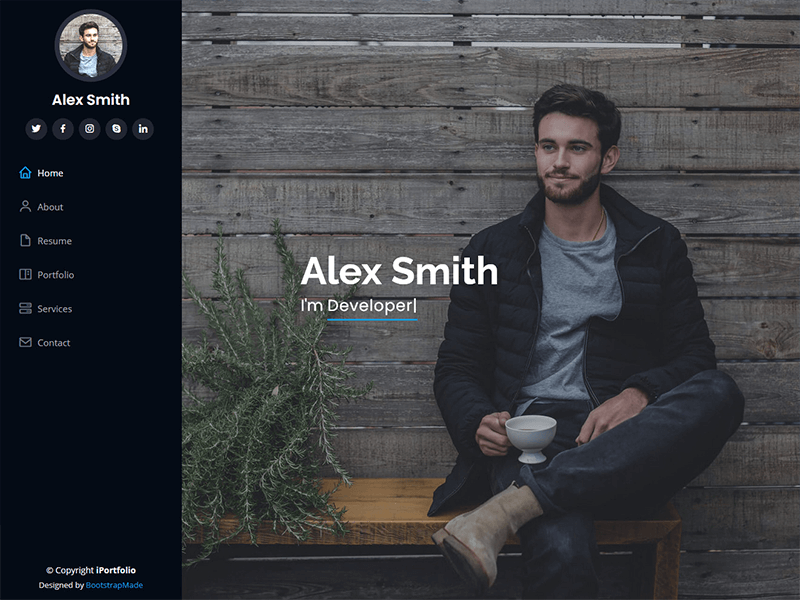 Alex Smith
Home
About
Resume
Portfolio
Services
Contact
© Copyright iPortfolio
Designed by BootstrapMade
Alex Smith
I'm Developer|